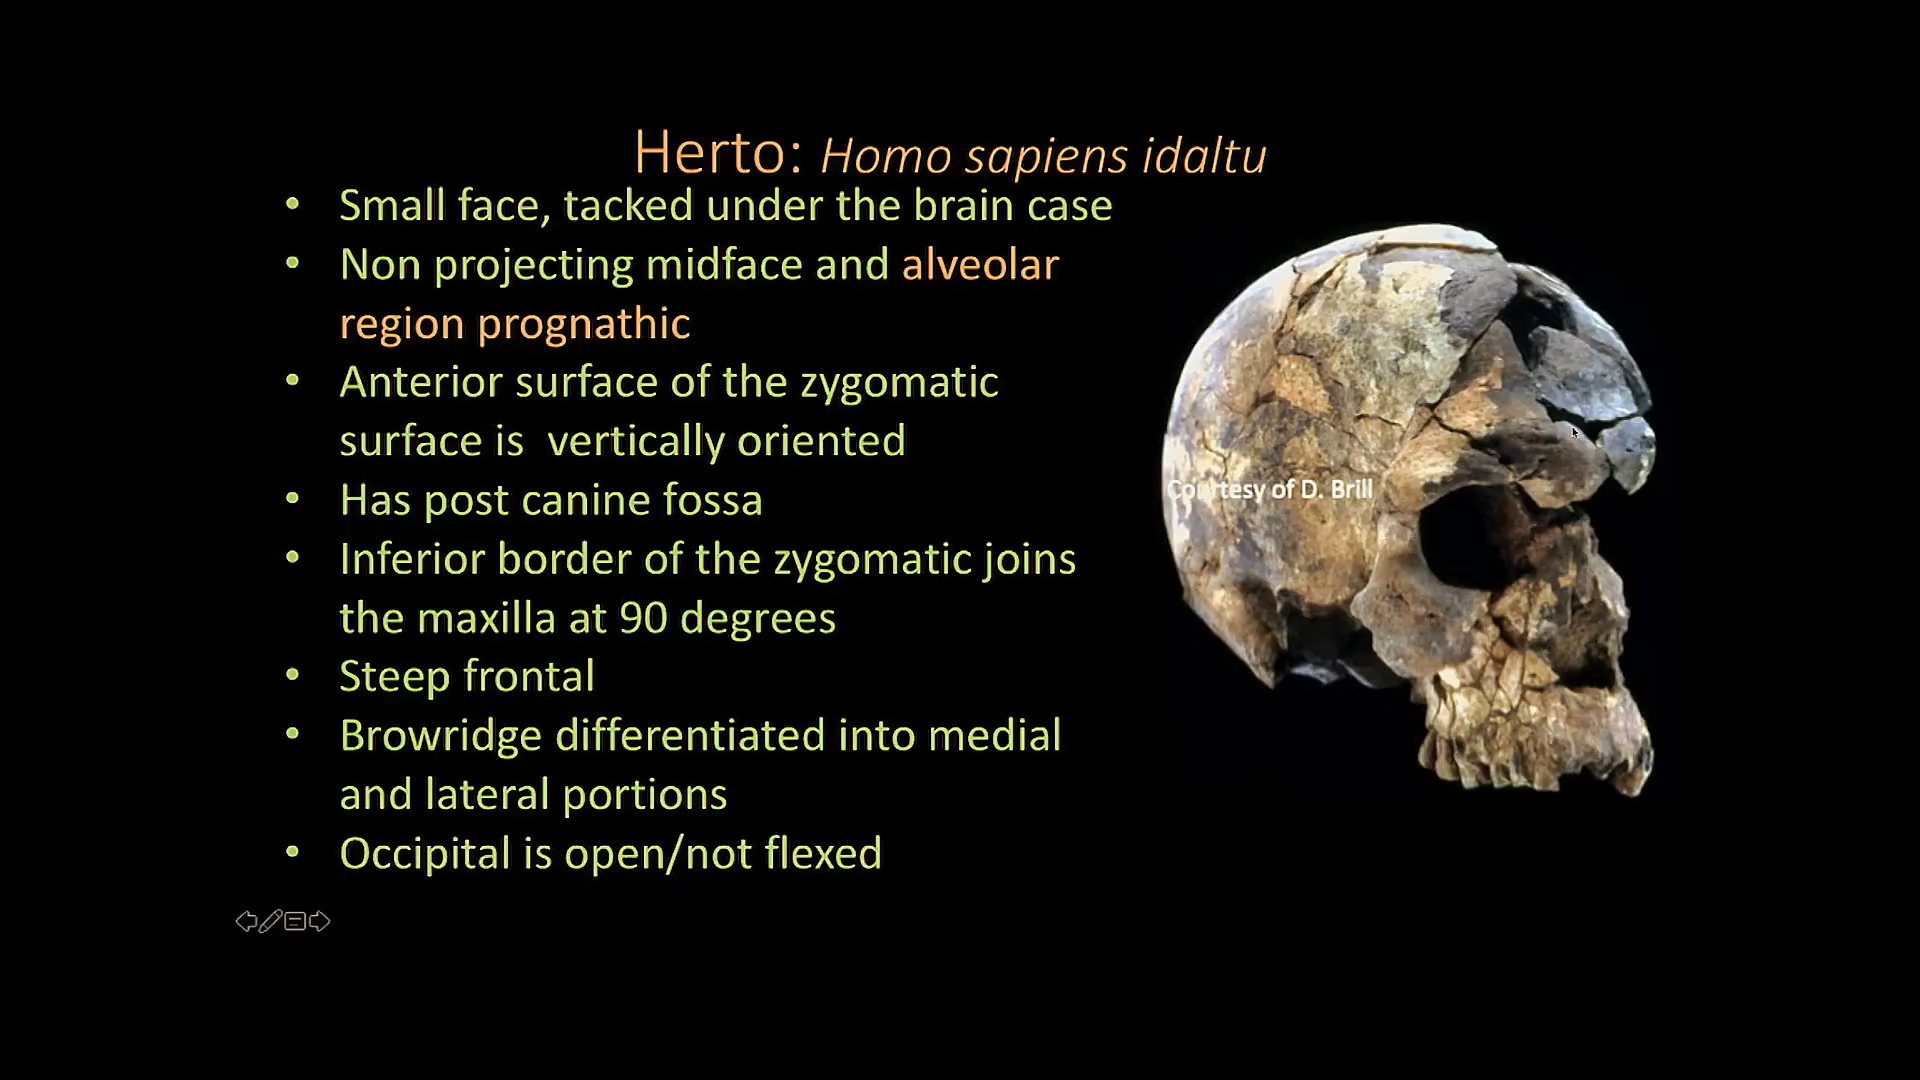 Herto: Homo sapiens idaltu
• Small face, tacked under the brain case
• Non projecting midface and alveolar
region prognathic
• Anterior surface of the zygomatic
surface is  vertically oriented
• Has post canine fossa
• Inferior border of the zygomatic joins
the maxilla at 90 degrees
• Steep frontal
• Browridge differentiated into medial
and lateral portions
• Occipital is open/not flexed
Courtesy of D. Brill